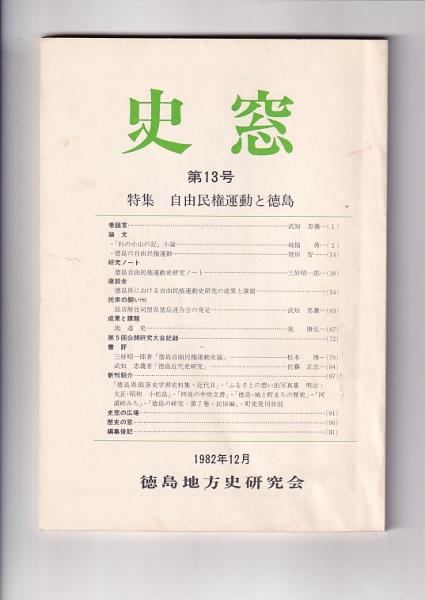 史窓
第13号
特集 自由民権運動と徳島
巻頭言……武知 忠義…(1)
論文
・「杉の小山の記」小論……城福 勇…(2)
・徳島の自由民権運動……増田 智…(14)
研究ノート
徳島自由民権運動史研究ノート……三好昭一郎…(39)
座談会
徳島県における自由民権運動史研究の成果と課題……(54)
民衆の願い
部落解放同盟県徳島連合会の発足……武知 忠義…(63)
成果と課題
流通史……泉 康弘…(67)
第5回公開研究大会記録……(72)
書評
三好昭一郎著「徳島自由民権運動史論」……松本 博…(79)
武知 忠義著「徳島近代史研究」……佐藤 正志…(84)
新刊紹介……(87)
「徳島県部落史学習史料集・近代Ⅱ」・「ふるさとの想い出写真集 明治・
大正・昭和 小松島」・「阿波の中世文書」・「徳島・城と町まちの歴史」・「阿
讃峠みち」・「徳島の研究・第7巻・民俗編」・町史発刊状況
史窓の広場……(91)
歴史の窓……(96)
編集後記……(101)
1982年12月
徳島地方史研究会